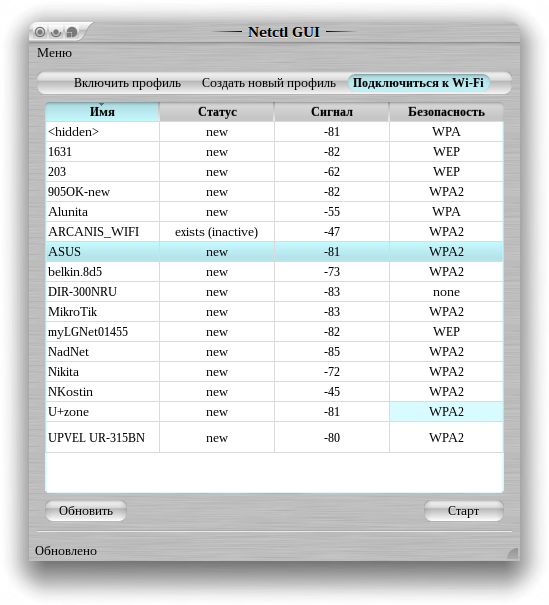 Netctl GUI
Меню
Включить профиль Создать новый профиль Подключиться к Wi-Fi
Имя Статус Сигнал Безопасность
<hidden> new -81 WPA
1631 new -82 WEP
203 new -62 WEP
905OK-new new -82 WPA2
Alunita new -55 WPA
ARCANIS_WIFI exists (inactive) -47 WPA2
ASUS new -81 WPA2
belkin.8d5 new -73 WPA2
DIR-300NRU new -83 none
MikroTik new -83 WPA2
myLGNet01455 new -82 WEP
NadNet new -85 WPA2
Nikita new -72 WPA2
NKostin new -45 WPA2
U+zone new -81 WPA2
UPVEL UR-315BN new -80 WPA2
Обновить Старт
Обновлено